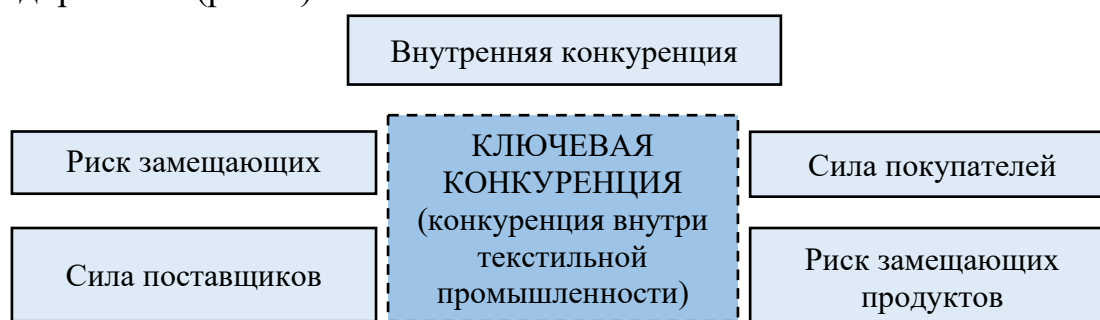 Внутренняя конкуренция
Риск замещающих
Сила поставщиков
КЛЮЧЕВАЯ
КОНКУРЕНЦИЯ
(конкуренция внутри
текстильной
промышленности)
Сила покупателей
Риск замещающих
продуктов